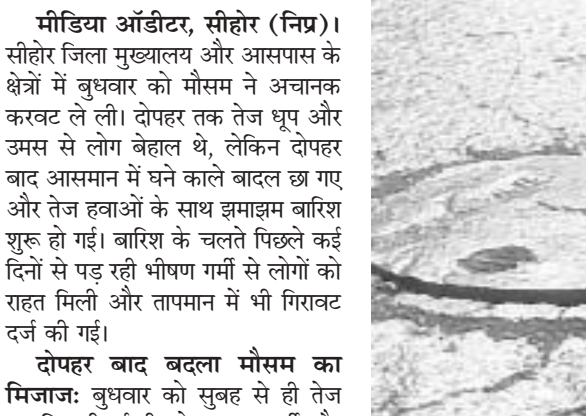 मीडिया ऑडीटर, सीहोर (निप्र)।
सीहोर जिला मुख्यालय और आसपास के
क्षेत्रों में बुधवार को मौसम ने अचानक
करवट ले ली। दोपहर तक तेज धूप और
उमस से लोग बेहाल थे, लेकिन दोपहर
बाद आसमान में घने काले बादल छा गए
और तेज हवाओं के साथ झमाझम बारिश
शुरू हो गई। बारिश के चलते पिछले कई
दिनों से पड़ रही भीषण गर्मी से लोगों को
राहत मिली और तापमान में भी गिरावट
दर्ज की गई।
दोपहर बाद बदला मौसम का
मिजाजः बुधवार को सुबह से ही तेज